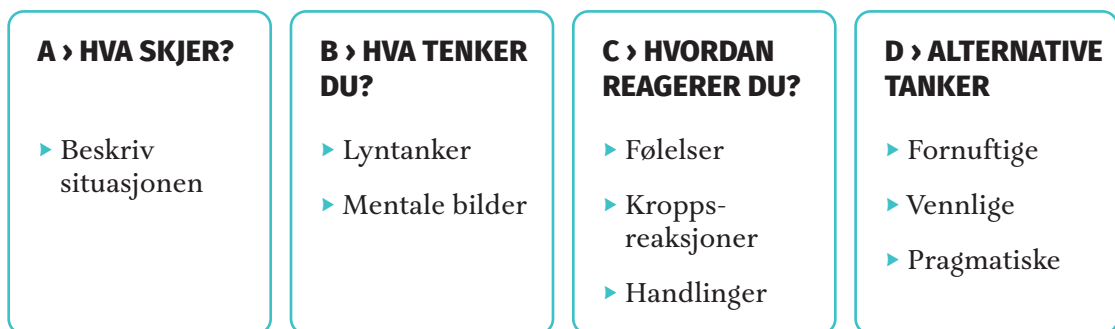 A › HVA SKJER?
▸ Beskriv
situasjonen
B › HVA TENKER
DU?
▸ Lyntanker
▸ Mentale bilder
C › HVORDAN
REAGERER DU?
▸ Følelser
▸ Kropps-
reaksjoner
▸ Handlinger
D › ALTERNATIVE
TANKER
▸ Fornuftige
▸ Vennlige
▸ Pragmatiske